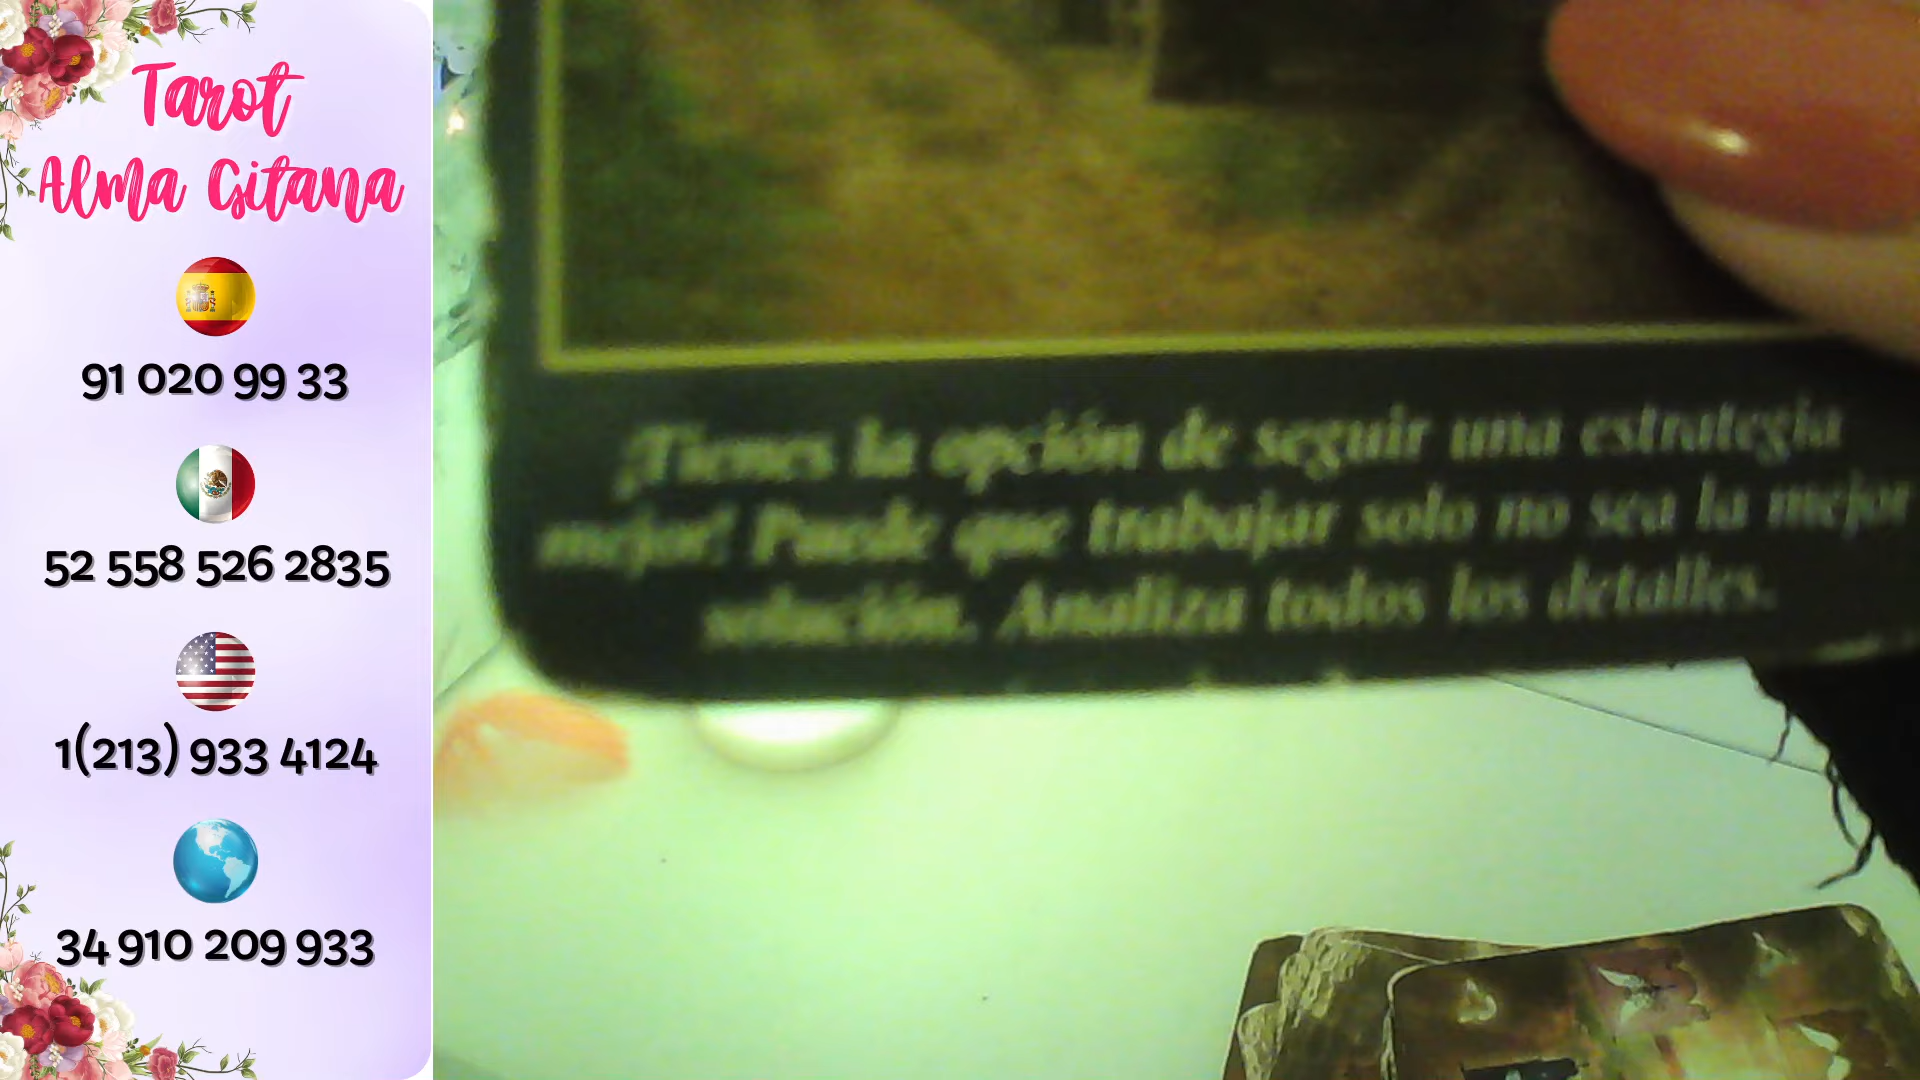 Tarot
Alma Gitana
91 020 99 33
52 558 526 2835
1(213) 933 4124
34 910 209 933
¡Tienes la opción de seguir una estrategia
mejor! Puede que trabajar solo no sea la mejor
solución. Analiza todos los detalles.